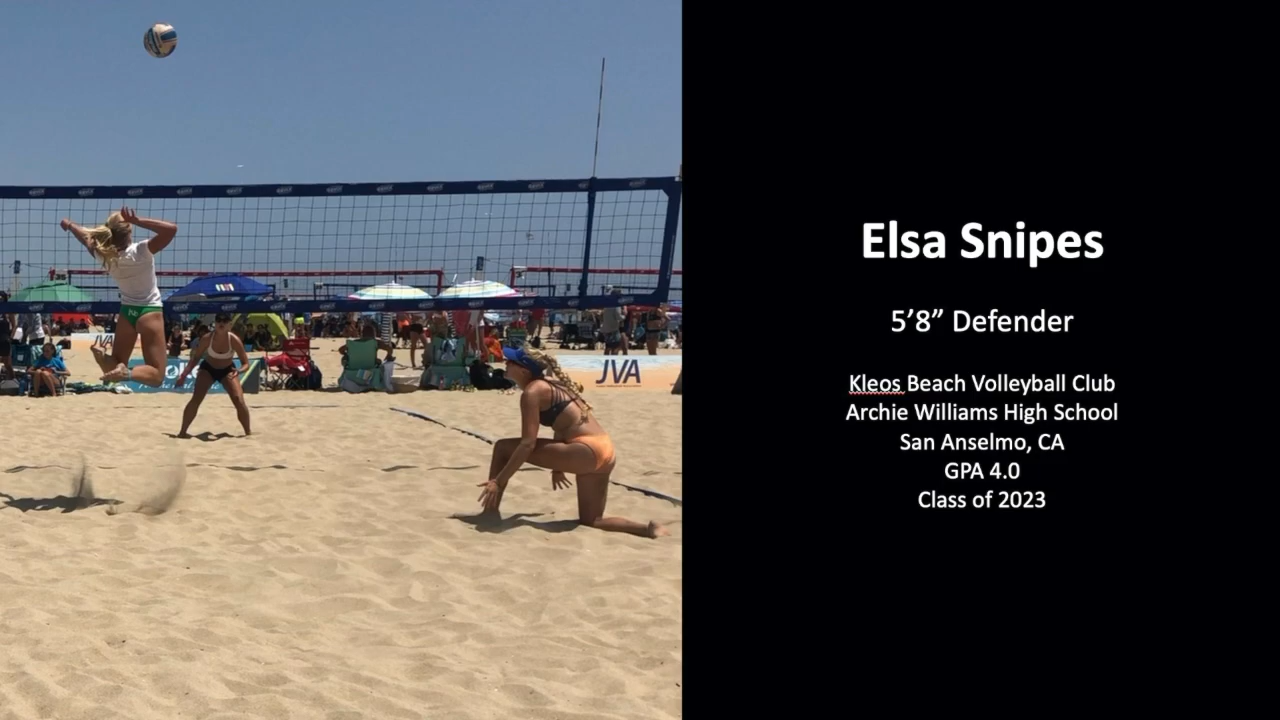 JVA
Elsa Snipes
5’8” Defender
Kleos Beach Volleyball Club
Archie Williams High School
San Anselmo, CA
GPA 4.0
Class of 2023